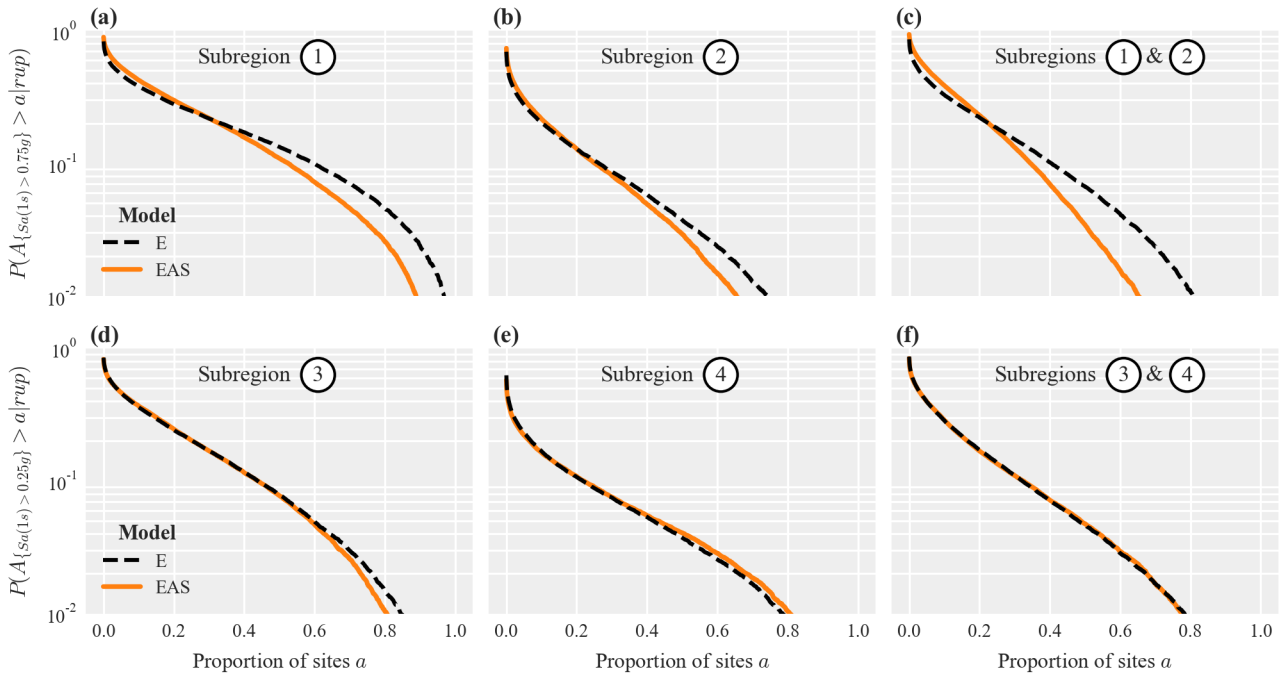 (a) (b) (c)
Subregion 1 Subregion 2 Subregions 1 & 2
10^0
10^-1
10^-2
P(A_{Sa(1s)>0.75g} > a|rup)
Model
E
EAS
(d) (e) (f)
Subregion 3 Subregion 4 Subregions 3 & 4
10^0
10^-1
10^-2
P(A_{Sa(1s)>0.25g} > a|rup)
Model
E
EAS
0.0 0.2 0.4 0.6 0.8 1.0 0.0 0.2 0.4 0.6 0.8 1.0 0.0 0.2 0.4 0.6 0.8 1.0
Proportion of sites a Proportion of sites a Proportion of sites a